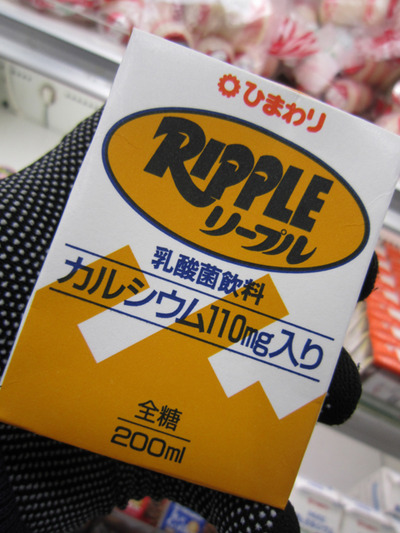 ひまわり
RIPPLE
リープル
乳酸菌飲料
カルシウム110mg入り
全糖
200ml